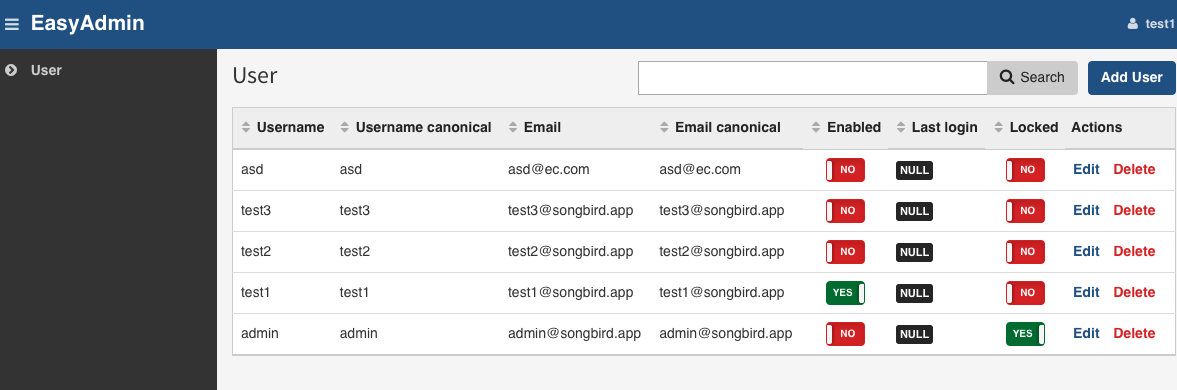 EasyAdmin test1
User
User Search Add User
Username Username canonical Email Email canonical Enabled Last login Locked Actions
asd asd asd@ec.com asd@ec.com NO NULL NO Edit Delete
test3 test3 test3@songbird.app test3@songbird.app NO NULL NO Edit Delete
test2 test2 test2@songbird.app test2@songbird.app NO NULL NO Edit Delete
test1 test1 test1@songbird.app test1@songbird.app YES NULL NO Edit Delete
admin admin admin@songbird.app admin@songbird.app NO NULL YES Edit Delete